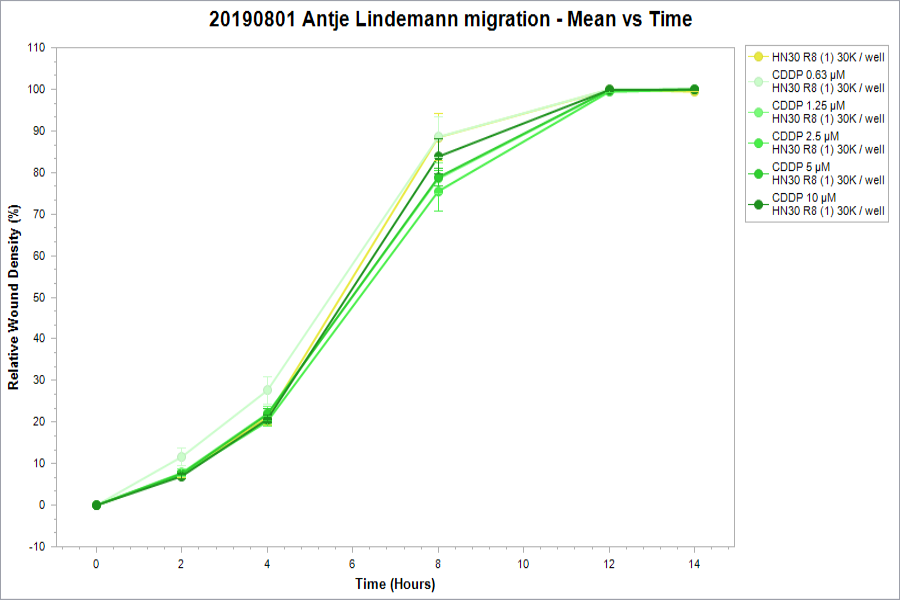 20190801 Antje Lindemann migration - Mean vs Time
110
100
90
80
70
60
50
40
30
20
10
0
-10
Relative Wound Density (%)
0 2 4 6 8 10 12 14
Time (Hours)
HN30 R8 (1) 30K / well
CDDP 0.63 µM
HN30 R8 (1) 30K / well
CDDP 1.25 µM
HN30 R8 (1) 30K / well
CDDP 2.5 µM
HN30 R8 (1) 30K / well
CDDP 5 µM
HN30 R8 (1) 30K / well
CDDP 10 µM
HN30 R8 (1) 30K / well